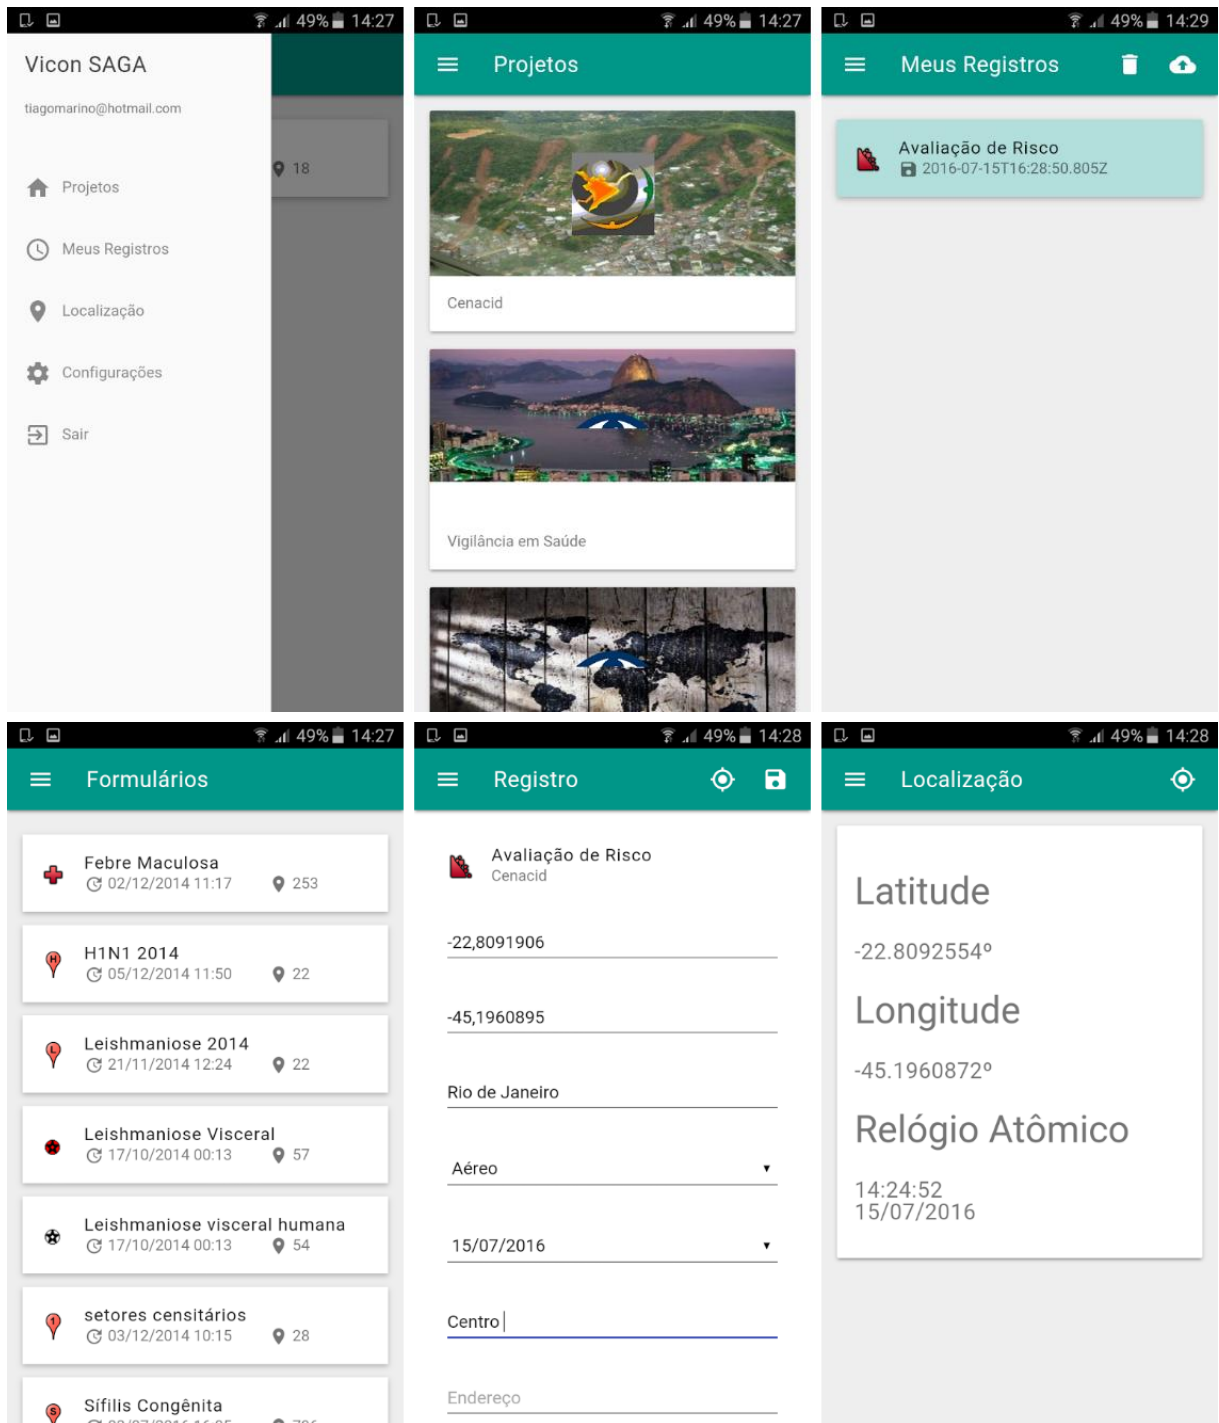 49% 14:27
Vicon SAGA
tiagomarino@hotmail.com
18
Projetos
Meus Registros
Localização
Configurações
Sair
49% 14:27
Projetos
Cenacid
Vigilância em Saúde
49% 14:29
Meus Registros
Avaliação de Risco
2016-07-15T16:28:50.805Z
49% 14:27
Formulários
Febre Maculosa
02/12/2014 11:17 253
H
H1N1 2014
05/12/2014 11:50 22
L
Leishmaniose 2014
21/11/2014 12:24 22
Leishmaniose Visceral
17/10/2014 00:13 57
Leishmaniose visceral humana
17/10/2014 00:13 54
1
setores censitários
03/12/2014 10:15 28
S
Sífilis Congênita
49% 14:28
Registro
Avaliação de Risco
Cenacid
-22,8091906
-45,1960895
Rio de Janeiro
Aéreo
15/07/2016
Centro
Endereço
49% 14:28
Localização
Latitude
-22.8092554º
Longitude
-45.1960872º
Relógio Atômico
14:24:52
15/07/2016